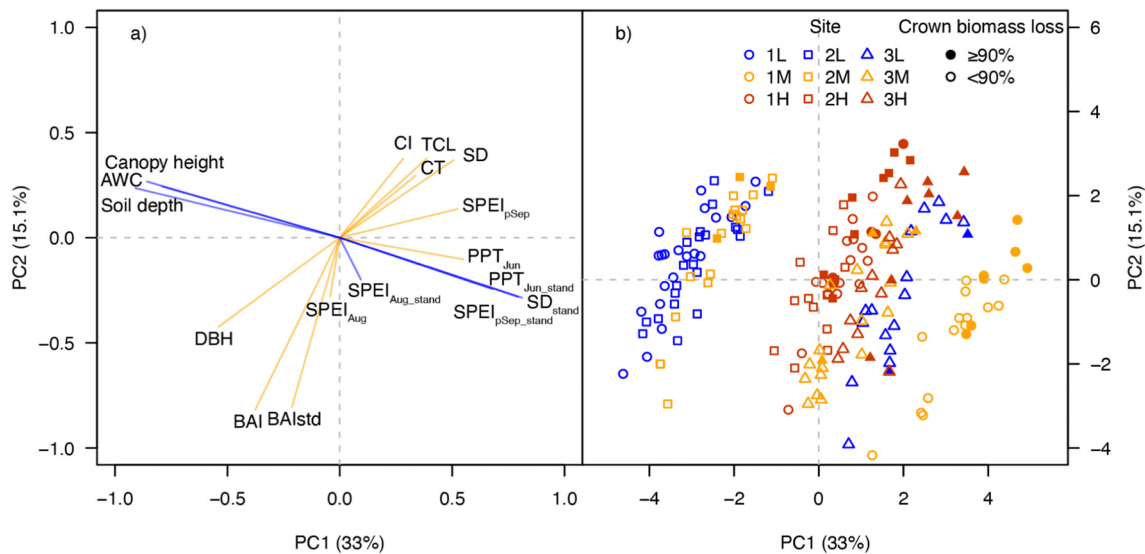 a)
1.0
0.5
0.0
−0.5
−1.0
PC2 (15.1%)
Canopy height
AWC
Soil depth
CI
TCL
CT
SD
SPEIpSep
PPTJun
PPTJun_stand
SDstand
SPEIpSep_stand
SPEIAug_stand
SPEIAug
DBH
BAI
BAIstd
−1.0
−0.5
0.0
0.5
1.0
PC1 (33%)
b)
Site
Crown biomass loss
1L 2L 3L ≥90%
1M 2M 3M <90%
1H 2H 3H
6
4
2
0
−2
−4
PC2 (15.1%)
−4
−2
0
2
4
PC1 (33%)